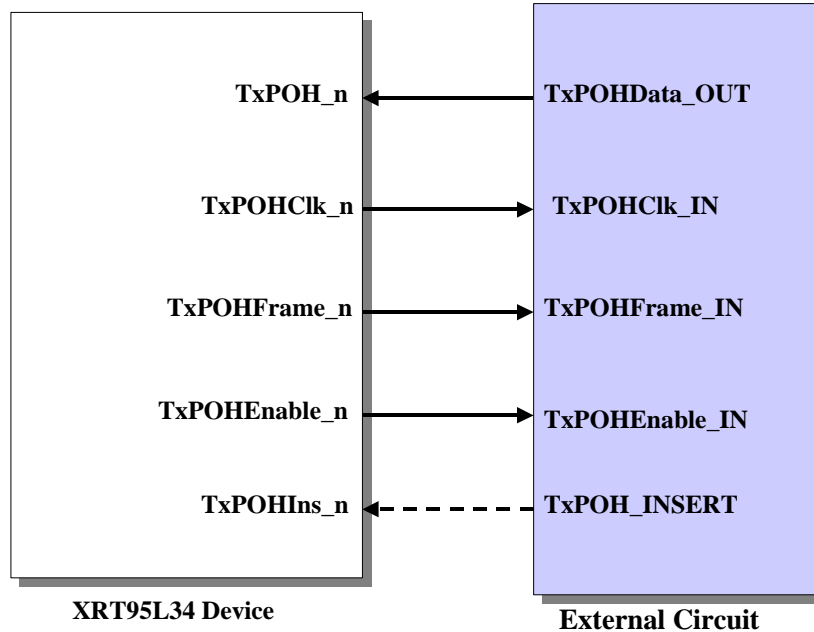 TxPOH_n TxPOHData_OUT
TxPOHClk_n TxPOHClk_IN
TxPOHFrame_n TxPOHFrame_IN
TxPOHEnable_n TxPOHEnable_IN
TxPOHIns_n TxPOH_INSERT
XRT95L34 Device External Circuit